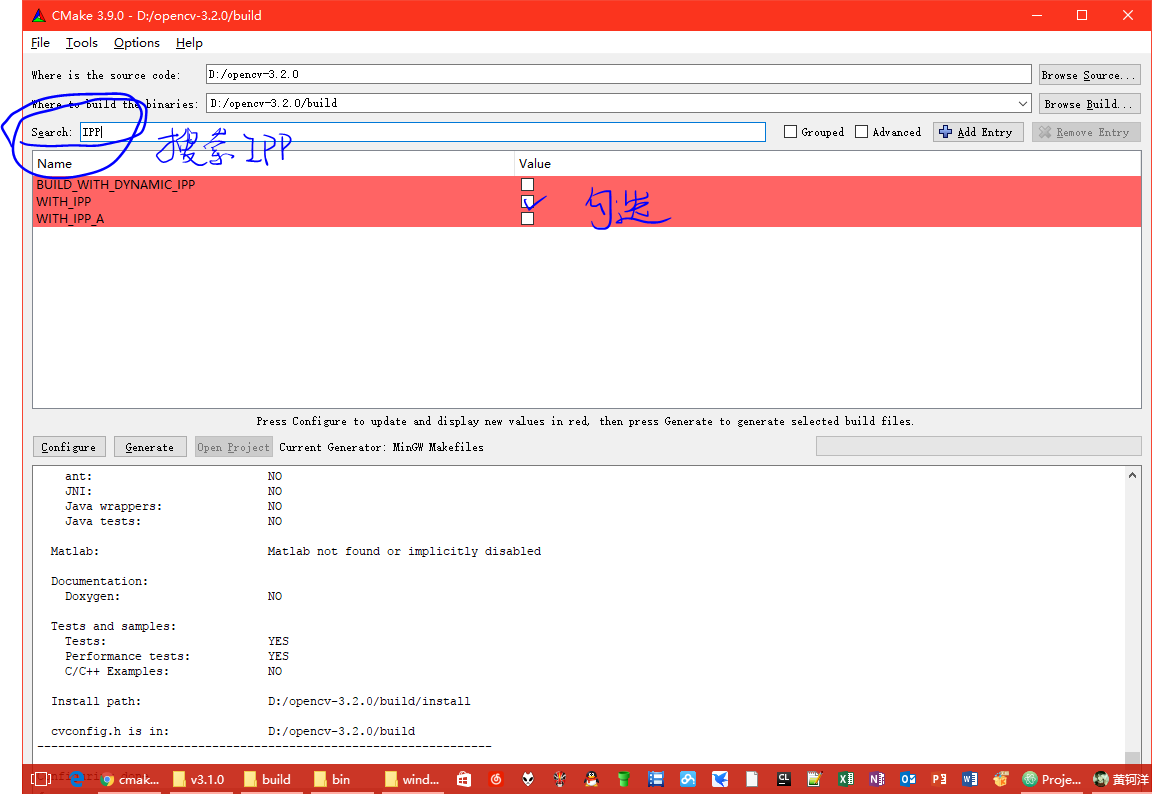 CMake 3.9.0 - D:/opencv-3.2.0/build
File Tools Options Help
Where is the source code: D:/opencv-3.2.0 Browse Source...
Where to build the binaries: D:/opencv-3.2.0/build Browse Build...
Search: IPP Grouped Advanced Add Entry Remove Entry
搜索IPP
Name Value
BUILD_WITH_DYNAMIC_IPP
WITH_IPP
勾选
WITH_IPP_A
Press Configure to update and display new values in red, then press Generate to generate selected build files.
Configure Generate Open Project Current Generator: MinGW Makefiles
ant: NO
JNI: NO
Java wrappers: NO
Java tests: NO
Matlab: Matlab not found or implicitly disabled
Documentation:
Doxygen: NO
Tests and samples:
Tests: YES
Performance tests: YES
C/C++ Examples: NO
Install path: D:/opencv-3.2.0/build/install
cvconfig.h is in: D:/opencv-3.2.0/build
-----------------------------------------------------------------
cmak... v3.1.0 build bin wind... CL Proje... 黄钶洋